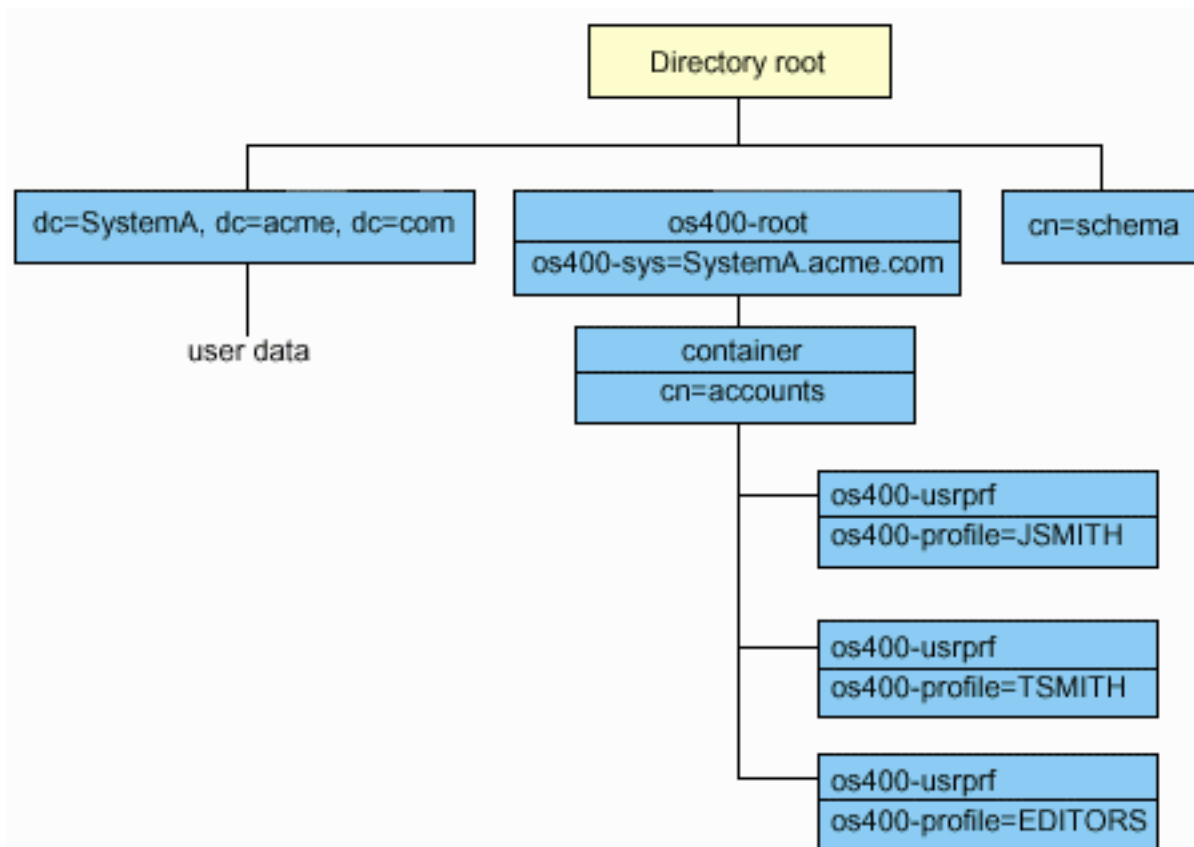 Directory root
dc=SystemA, dc=acme, dc=com
os400-root
os400-sys=SystemA.acme.com
cn=schema
user data
container
cn=accounts
os400-usrprf
os400-profile=JSMITH
os400-usrprf
os400-profile=TSMITH
os400-usrprf
os400-profile=EDITORS